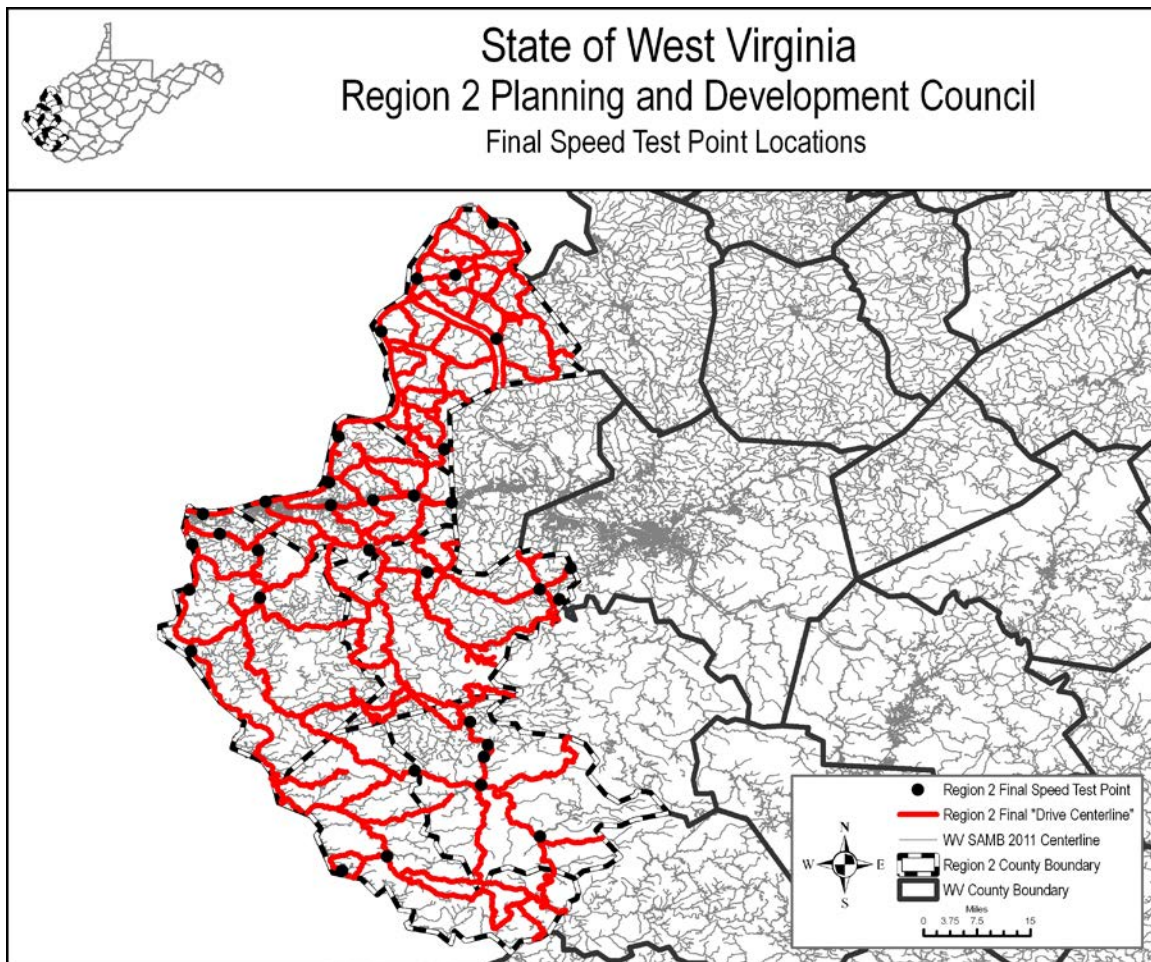 State of West Virginia
Region 2 Planning and Development Council
Final Speed Test Point Locations
Region 2 Final Speed Test Point
Region 2 Final "Drive Centerline"
WV SAMB 2011 Centerline
Region 2 County Boundary
WV County Boundary
N
W E
S
Miles
0 3.75 7.5 15